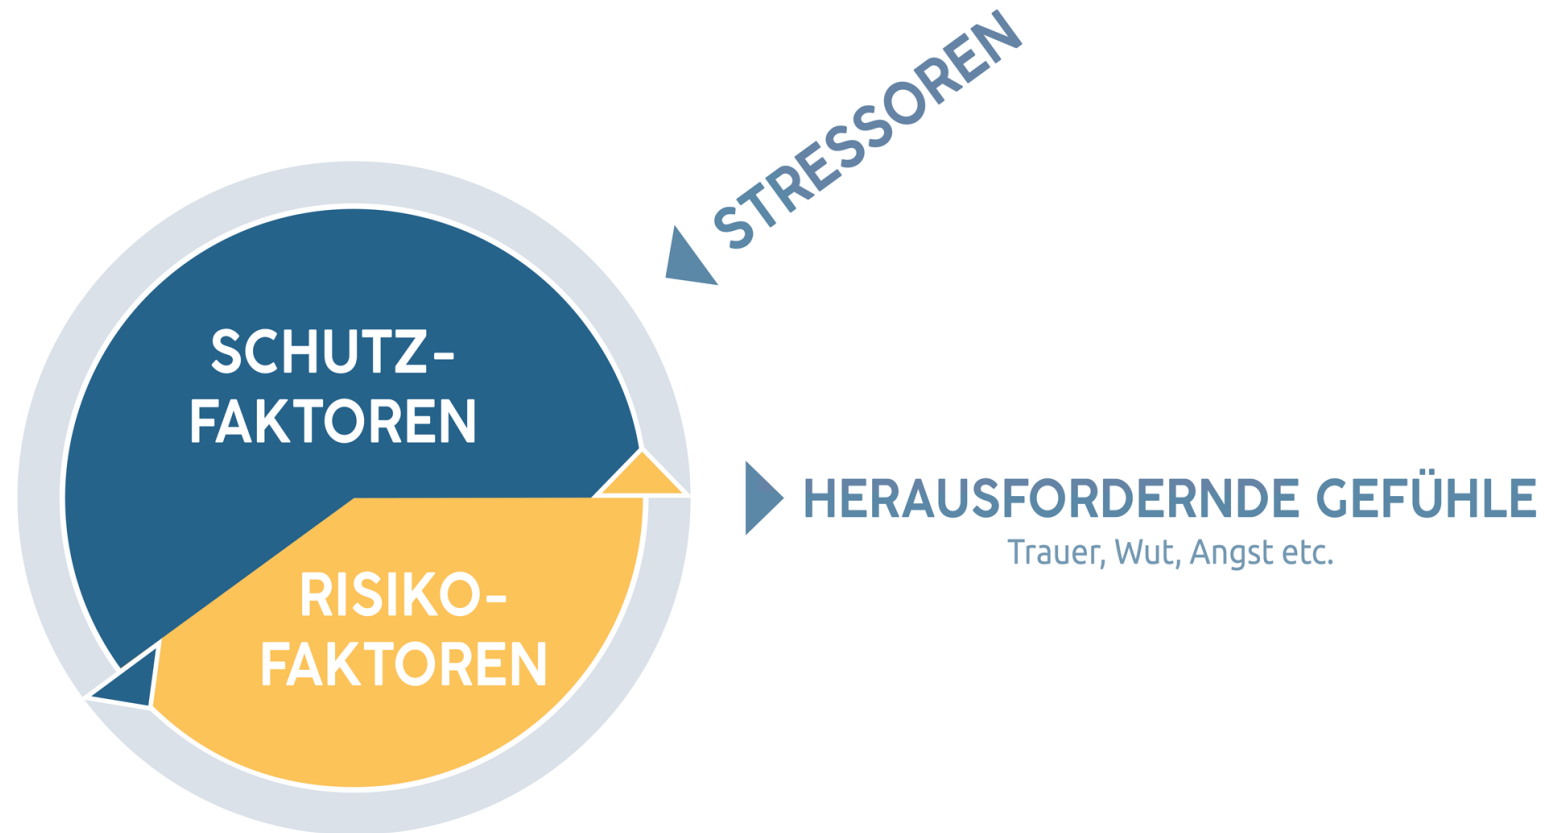 STRESSOREN
SCHUTZ-
FAKTOREN
HERAUSFORDERNDE GEFÜHLE
Trauer, Wut, Angst etc.
RISIKO-
FAKTOREN